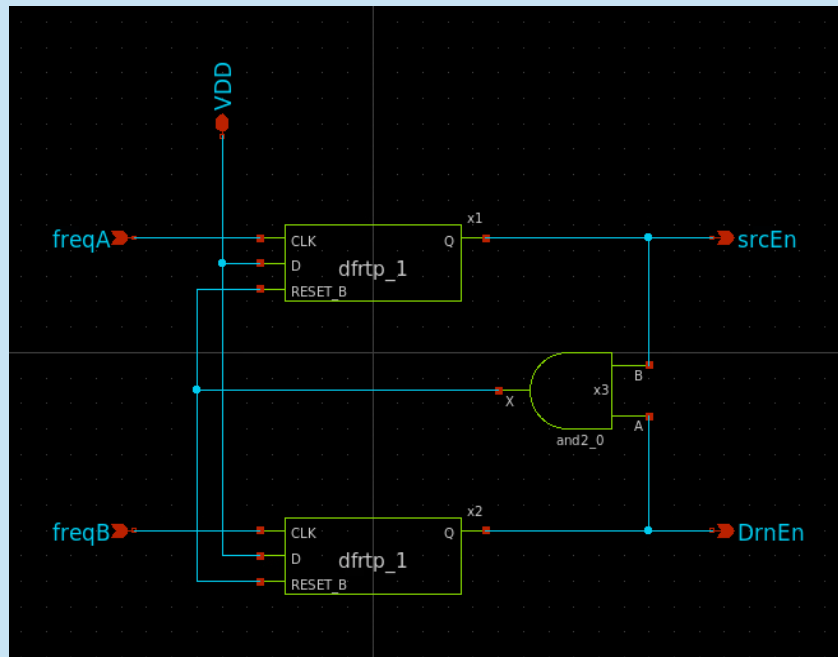 VDD
x1
freqA
CLK
Q
srcEn
D
dfrtp_1
RESET_B
B
x3
X
A
and2_0
x2
freqB
CLK
Q
DrnEn
D
dfrtp_1
RESET_B